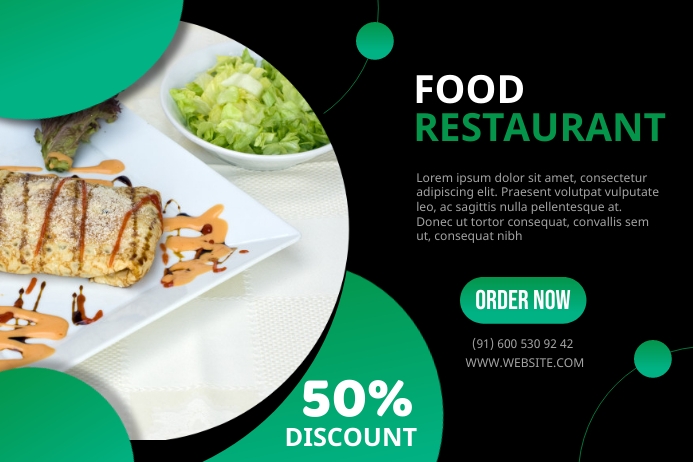 FOOD
RESTAURANT
Lorem ipsum dolor sit amet, consectetur
adipiscing elit. Praesent volutpat vulputate
leo, ac sagittis nulla pellentesque at.
Donec ut tortor consequat, convallis sem
ut, consequat nibh
ORDER NOW
(91) 600 530 92 42
WWW.WEBSITE.COM
50%
DISCOUNT